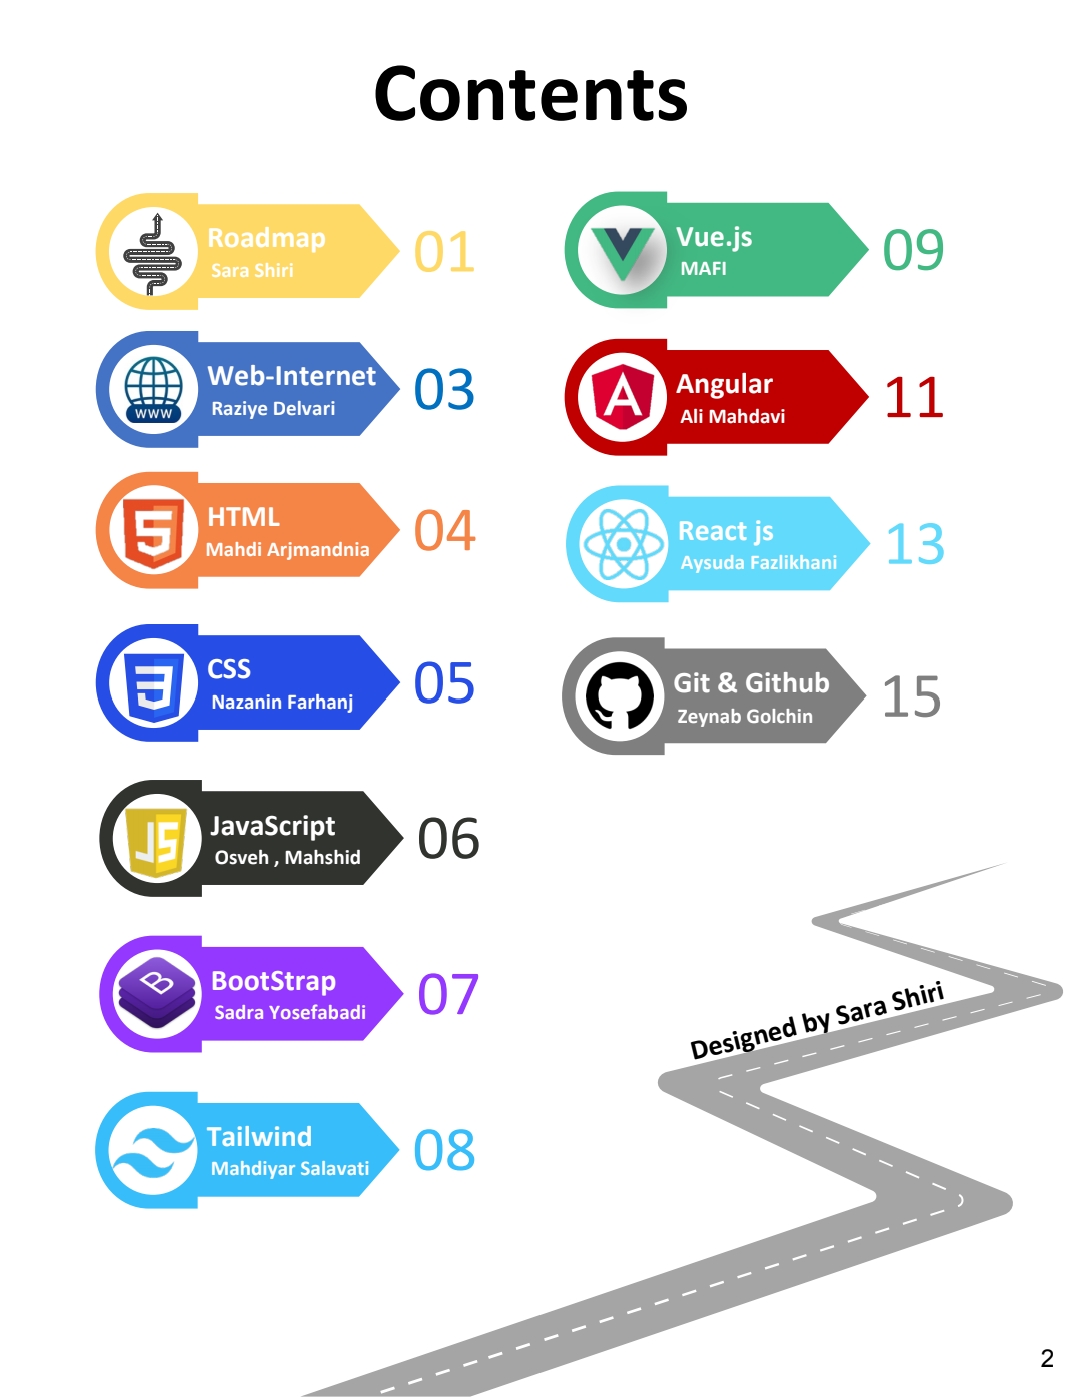 Contents
Roadmap
Sara Shiri
01
Web-Internet
Raziye Delvari
03
www
HTML
Mahdi Arjmandnia
04
CSS
Nazanin Farhanj
05
JavaScript
Osveh , Mahshid
06
JS
BootStrap
Sadra Yosefabadi
07
B
Tailwind
Mahdiyar Salavati
08
Vue.js
MAFI
09
Angular
Ali Mahdavi
11
A
React js
Aysuda Fazlikhani
13
Git & Github
Zeynab Golchin
15
Designed by Sara Shiri
2